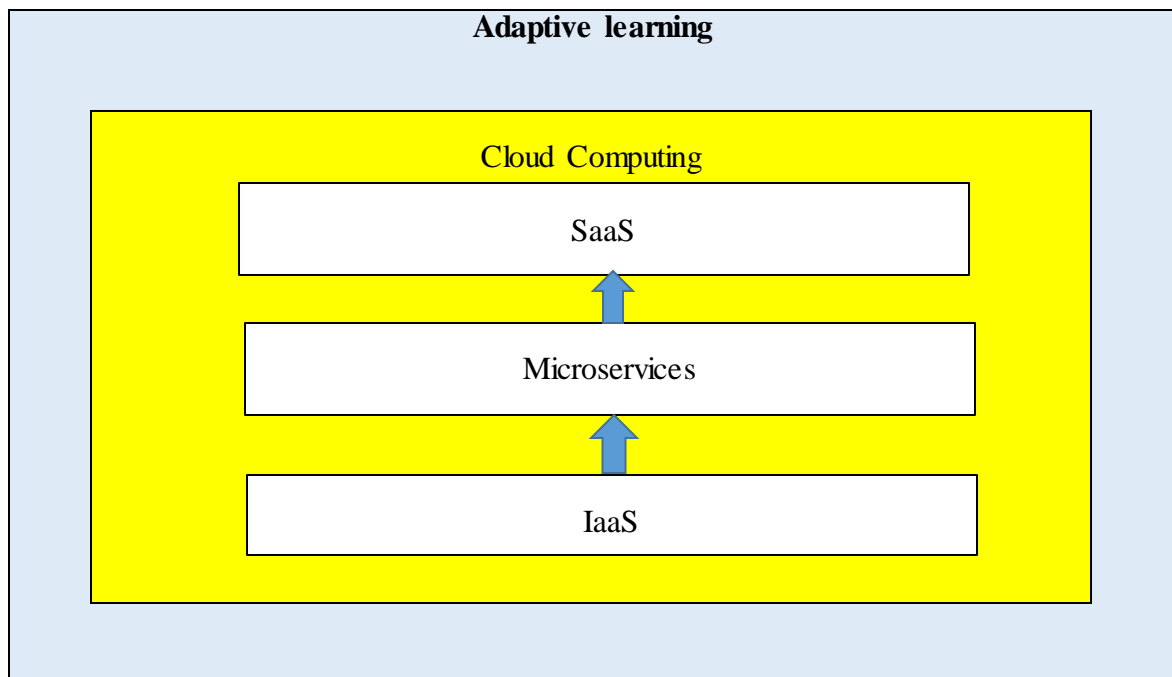 Adaptive learning
Cloud Computing
SaaS
Microservices
IaaS